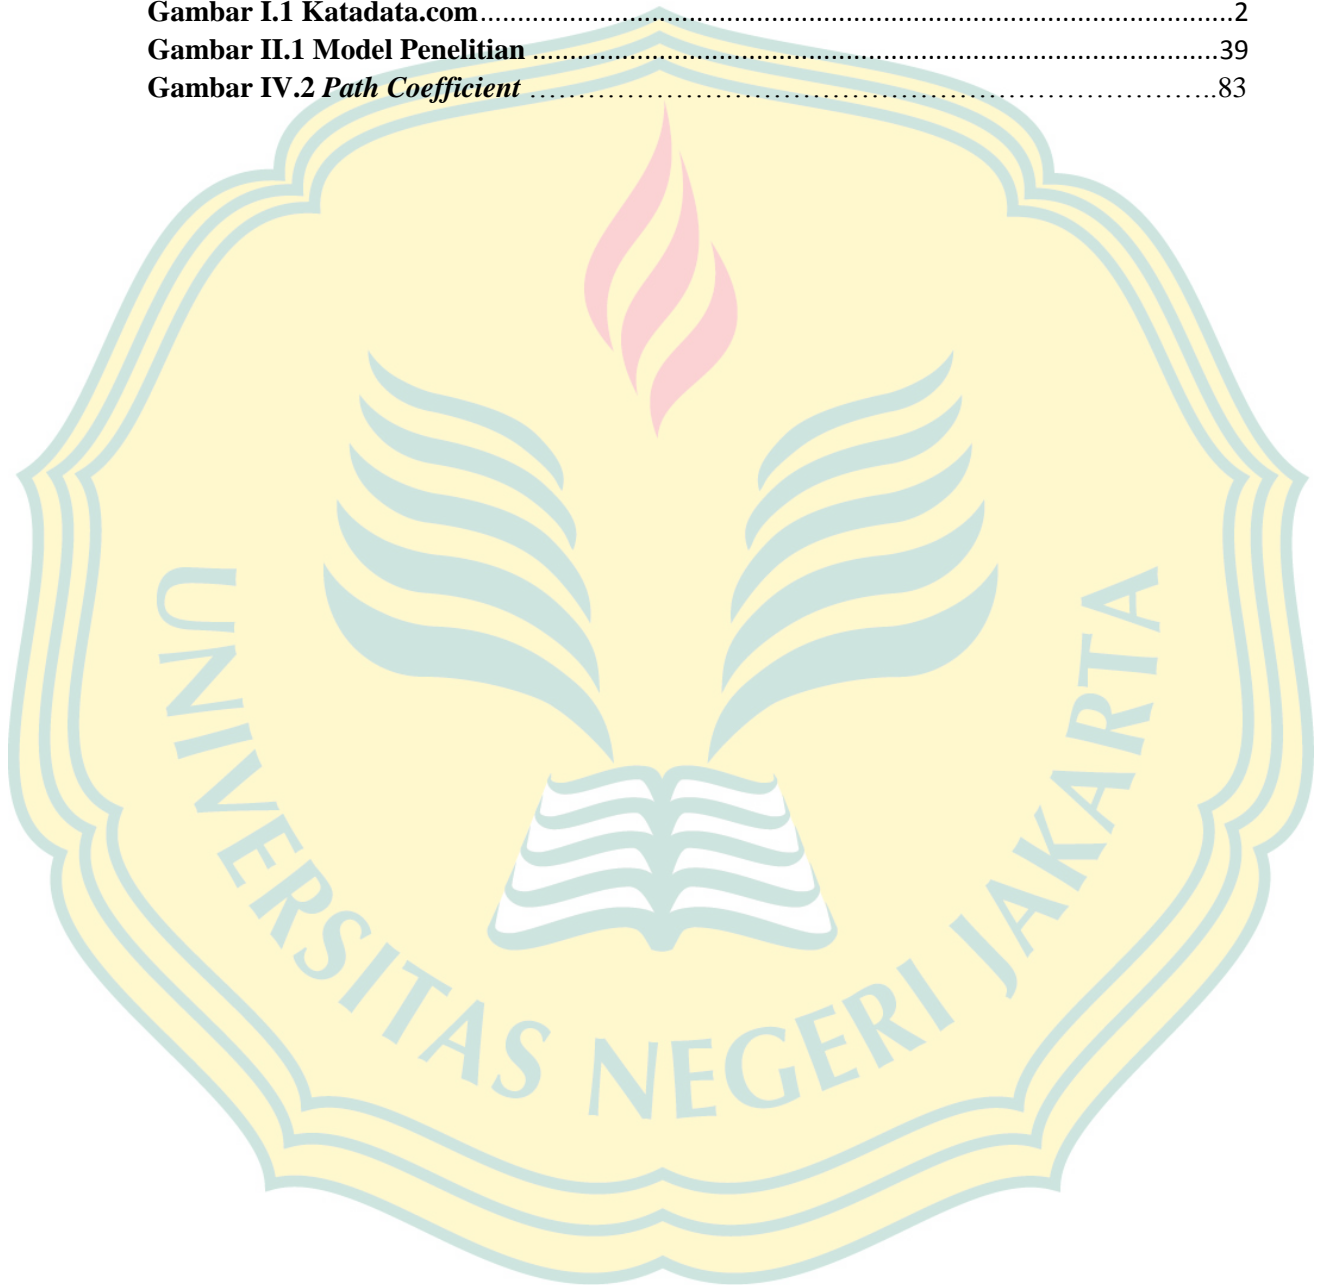 Gambar I.1 Katadata.com..............................................................................................................................2
Gambar II.1 Model Penelitian ...................................................................................................................39
Gambar IV.2 Path Coefficient ……………………………………………………………………………..83
UNIVERSITAS NEGERI JAKARTA